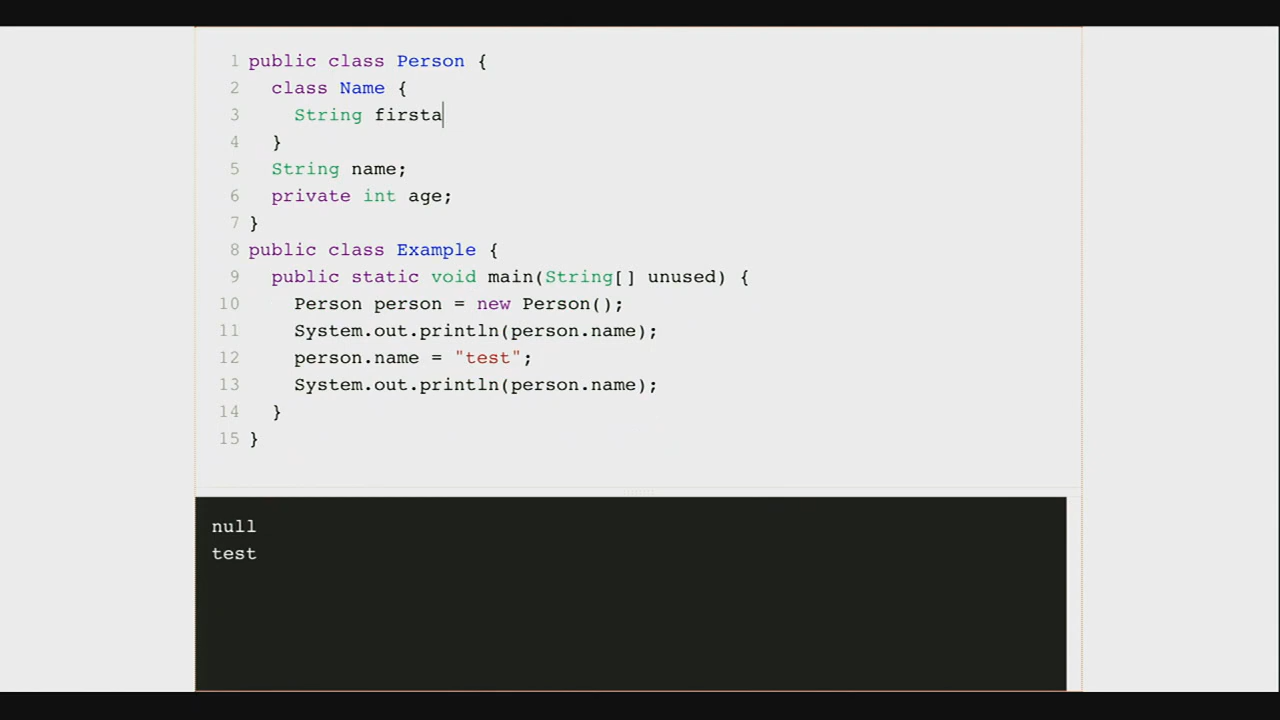 1 public class Person {
2   class Name {
3     String firsta
4   }
5   String name;
6   private int age;
7 }
8 public class Example {
9   public static void main(String[] unused) {
10     Person person = new Person();
11     System.out.println(person.name);
12     person.name = "test";
13     System.out.println(person.name);
14   }
15 }
null
test